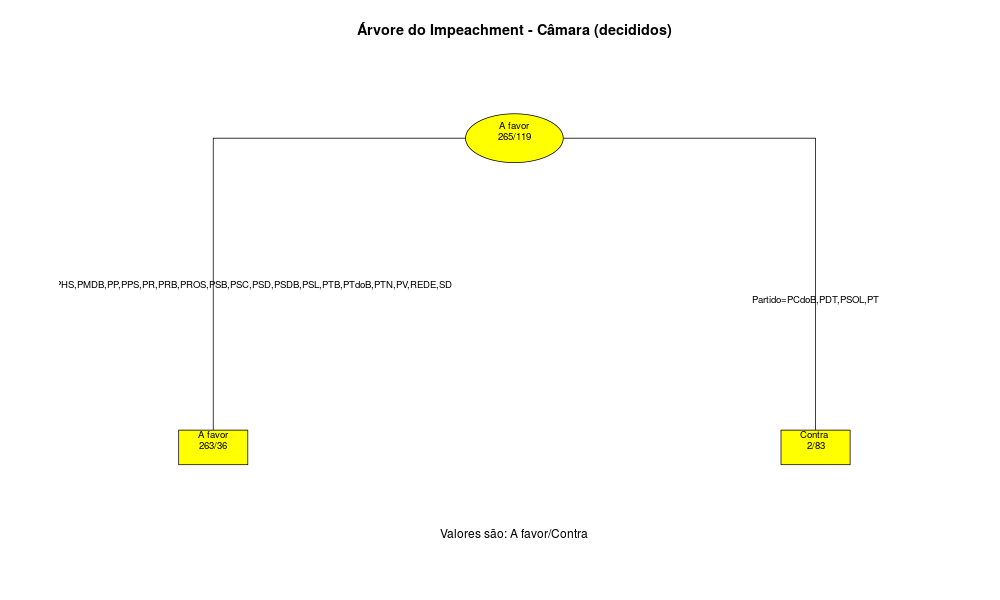 Árvore do Impeachment - Câmara (decididos)
A favor
265/119
HS,PMDB,PP,PPS,PR,PRB,PROS,PSB,PSC,PSD,PSDB,PSL,PTB,PTdoB,PTN,PV,REDE,SD
Partido=PCdoB,PDT,PSOL,PT
A favor
263/36
Contra
2/83
Valores são: A favor/Contra